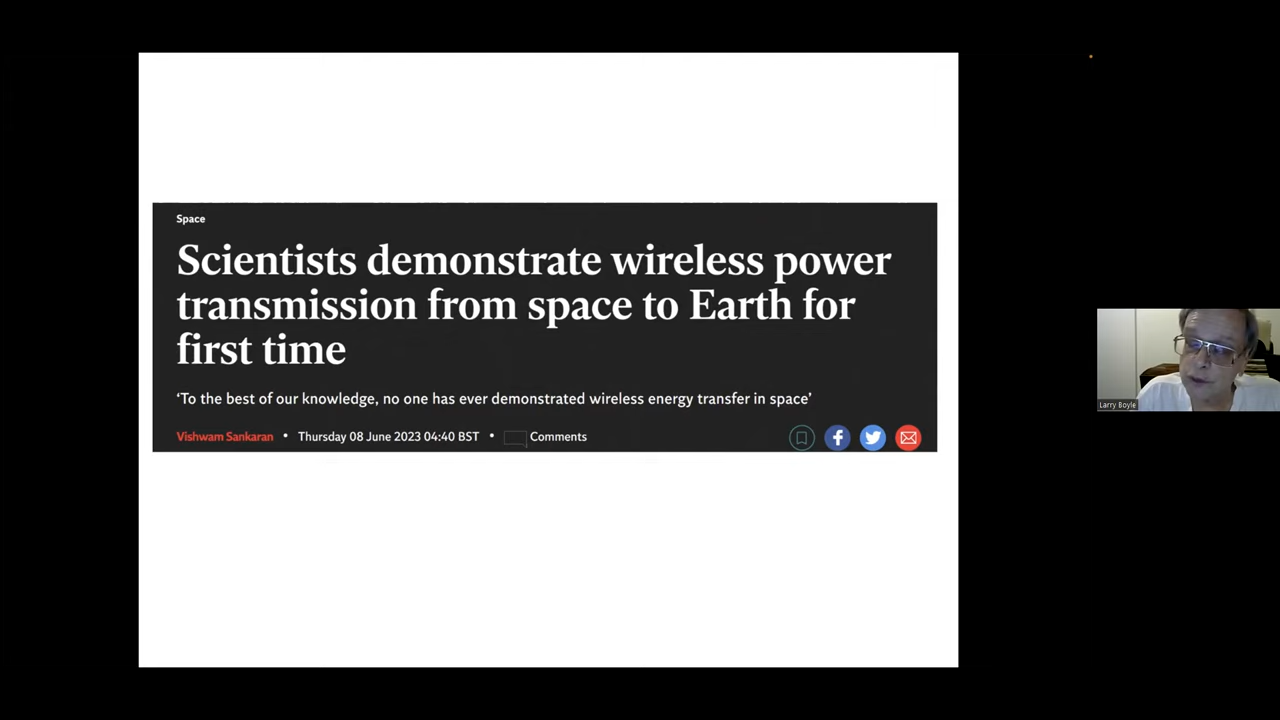 Space
Scientists demonstrate wireless power
transmission from space to Earth for
first time
‘To the best of our knowledge, no one has ever demonstrated wireless energy transfer in space’
Vishwam Sankaran • Thursday 08 June 2023 04:40 BST • Comments
Larry Boyle